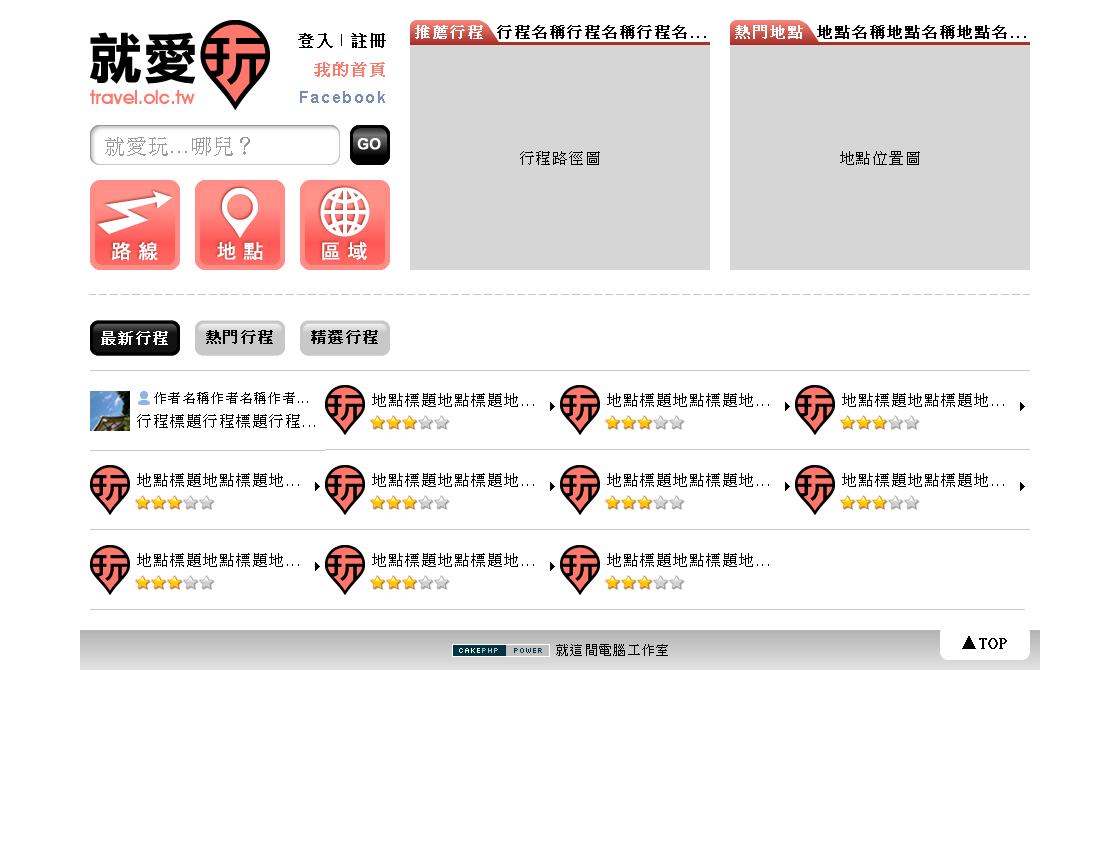 就愛玩
travel.olc.tw
登入 | 註冊
我的首頁
Facebook
就愛玩...哪兒？
GO
路線
地點
區域
推薦行程 行程名稱行程名稱行程名...
行程路徑圖
熱門地點 地點名稱地點名稱地點名...
地點位置圖
最新行程
熱門行程
精選行程
作者名稱作者名稱作者...
行程標題行程標題行程...
玩 地點標題地點標題地...
玩 地點標題地點標題地...
玩 地點標題地點標題地...
玩 地點標題地點標題地...
玩 地點標題地點標題地...
玩 地點標題地點標題地...
玩 地點標題地點標題地...
玩 地點標題地點標題地...
玩 地點標題地點標題地...
玩 地點標題地點標題地...
CAKEPHP POWER 就這間電腦工作室
▲TOP